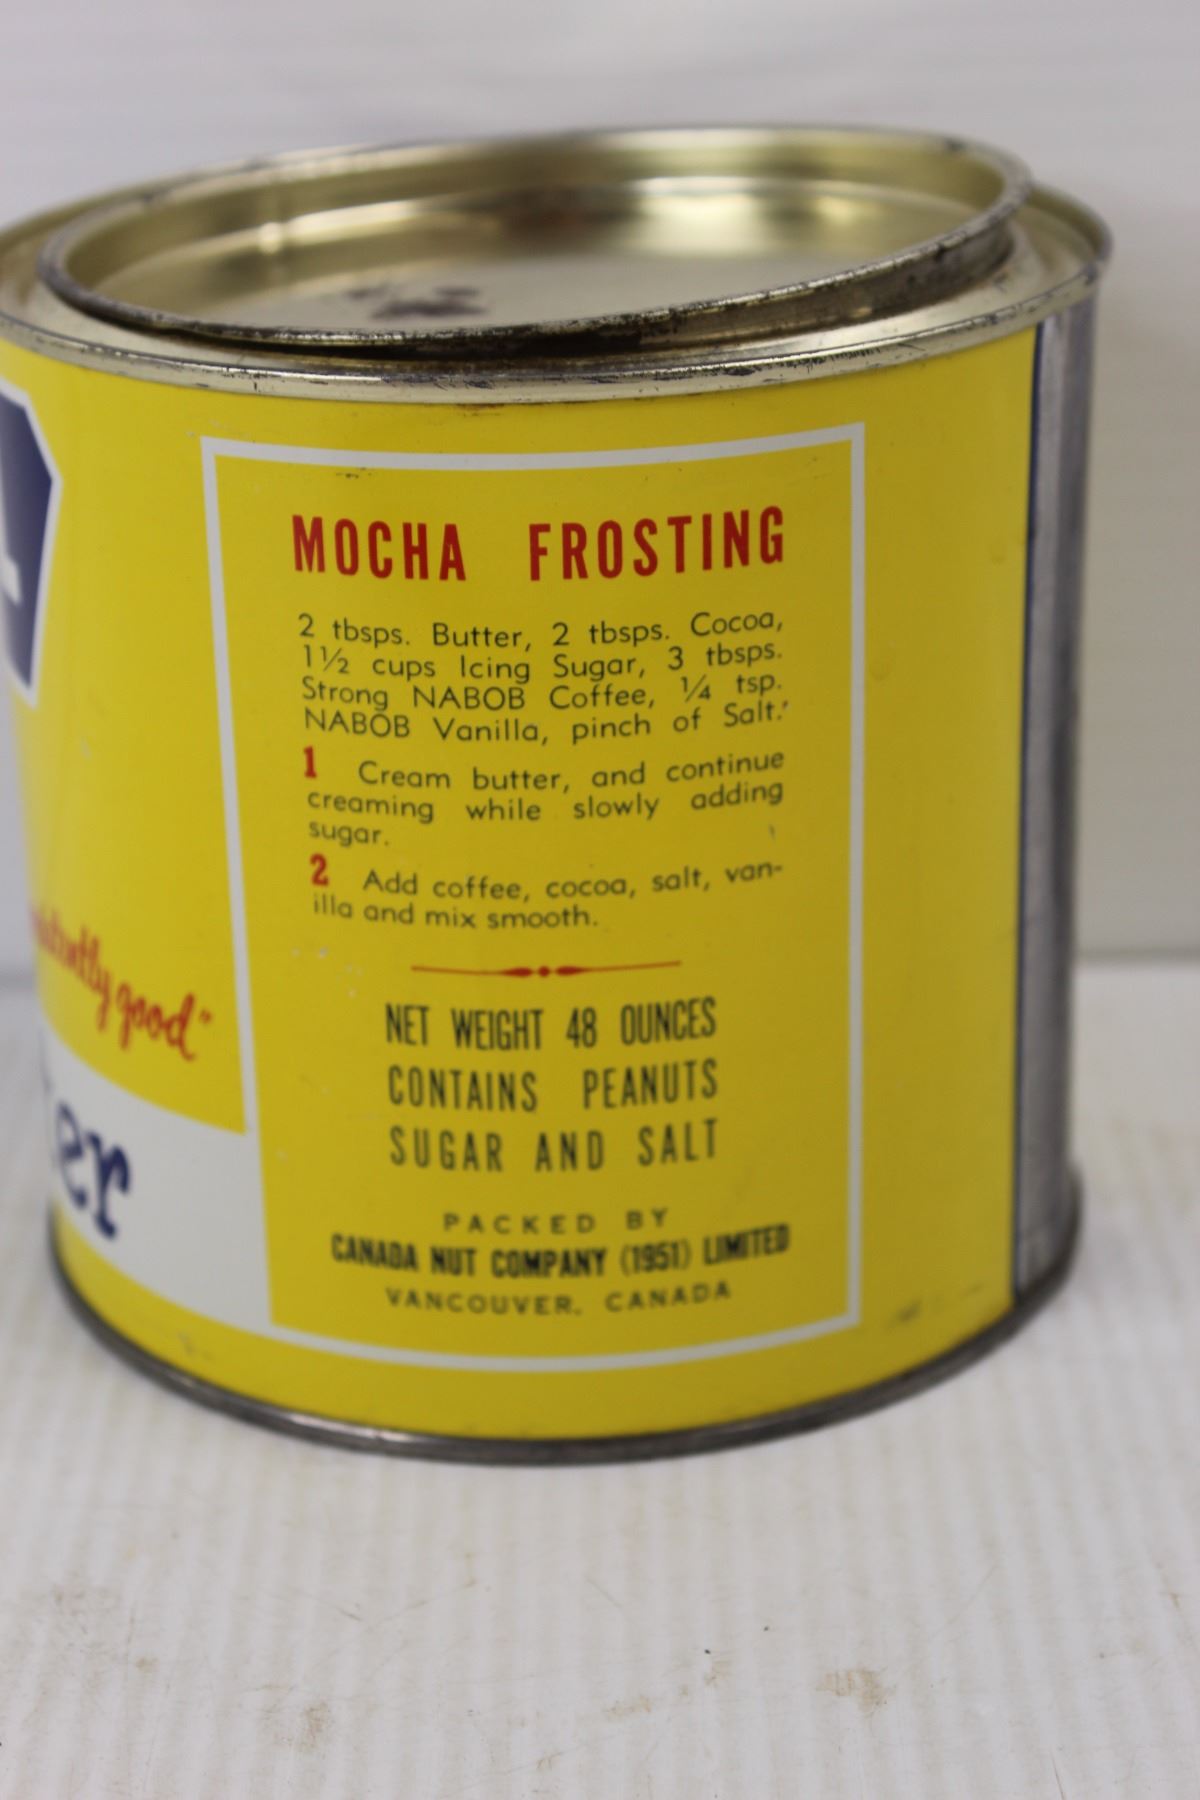 MOCHA FROSTING
2 tbsps. Butter, 2 tbsps. Cocoa,
1½ cups Icing Sugar, 3 tbsps.
Strong NABOB Coffee, ¼ tsp.
NABOB Vanilla, pinch of Salt.
1 Cream butter, and continue
creaming while slowly adding
sugar.
2 Add coffee, cocoa, salt, van-
illa and mix smooth.
NET WEIGHT 48 OUNCES
CONTAINS PEANUTS
SUGAR AND SALT
PACKED BY
CANADA NUT COMPANY (1951) LIMITED
VANCOUVER, CANADA
good"